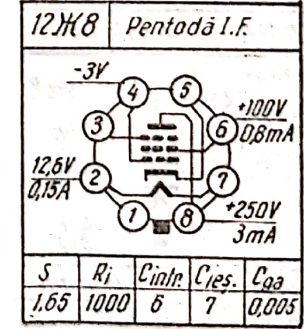 12Ж8 Pentodă I.F.
-3V
4 5
3 6
+100V
0,8mA
12,6V
0,15A
2 7
1 8
+250V
3mA
S Ri Cintr. Cieș. Cga
1,65 1000 6 7 0,005